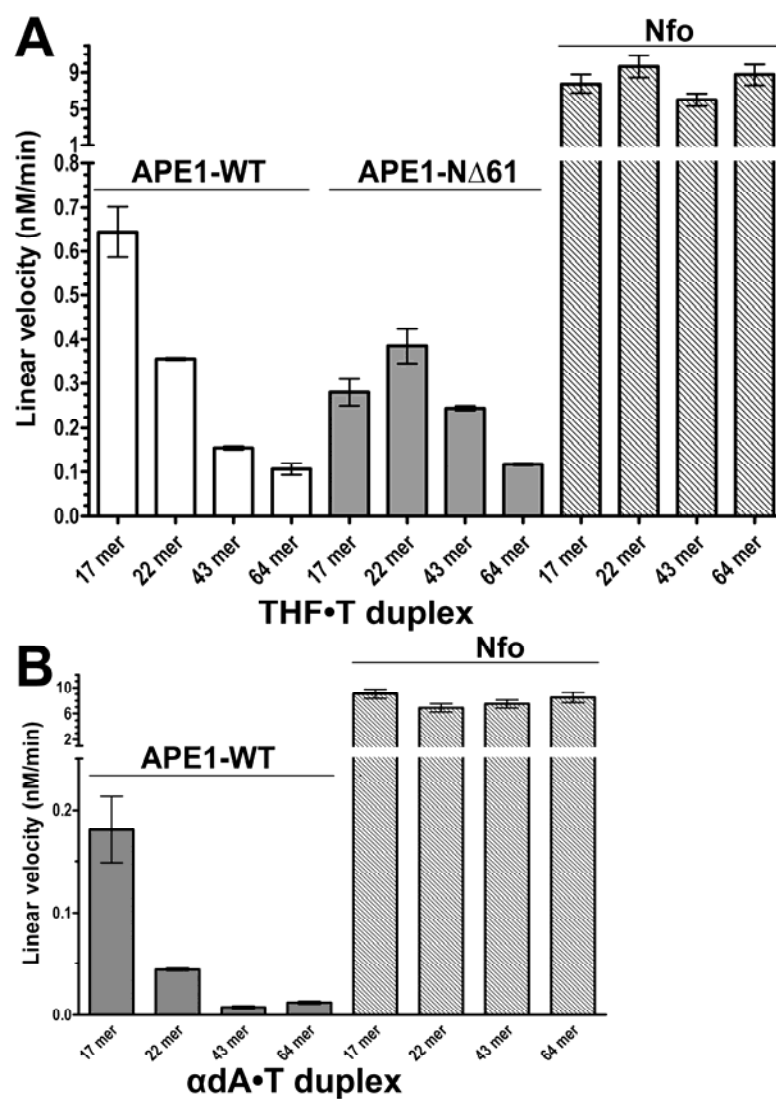 A
Nfo
9
5
1
0.8
APE1-WT
APE1-NΔ61
0.7
0.6
0.5
0.4
0.3
0.2
0.1
0.0
Linear velocity (nM/min)
17 mer
22 mer
43 mer
64 mer
17 mer
22 mer
43 mer
64 mer
17 mer
22 mer
43 mer
64 mer
THF•T duplex
B
Nfo
10
6
2
APE1-WT
0.2
0.1
0.0
Linear velocity (nM/min)
17 mer
22 mer
43 mer
64 mer
17 mer
22 mer
43 mer
64 mer
αdA•T duplex